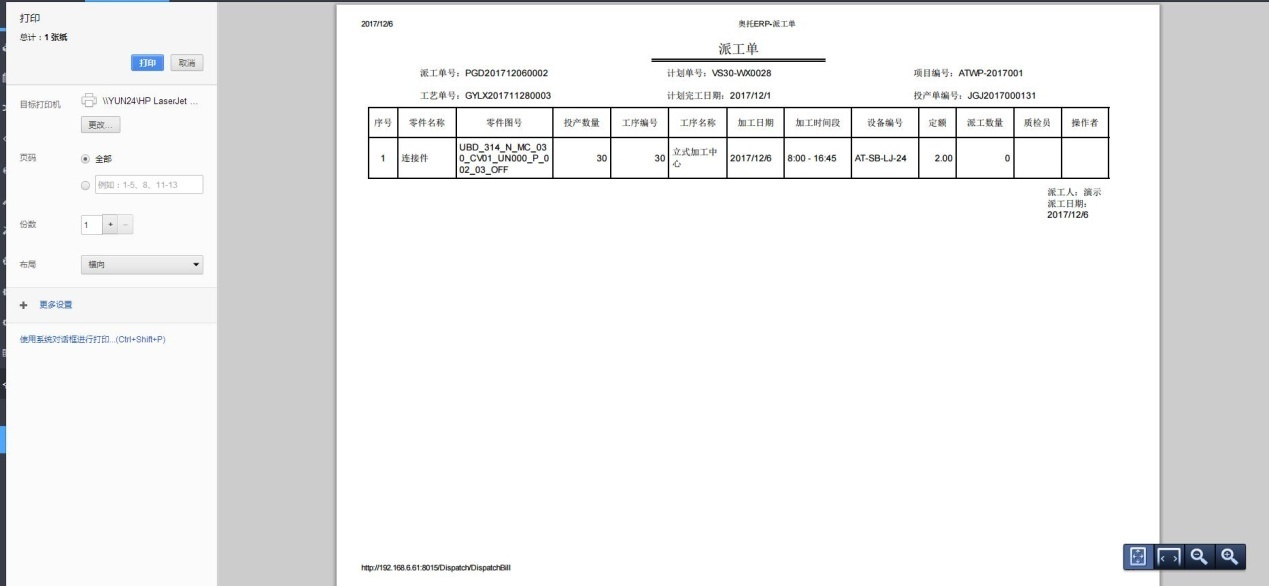 打印
总计：1 张纸
打印 取消
目标打印机 \\YUN24\HP LaserJet ...
更改...
页码 全部
例如：1-5、8、11-13
份数 1 + -
布局 横向
+ 更多设置
使用系统对话框进行打印...(Ctrl+Shift+P)
2017/12/6 奥托ERP-派工单
派工单
派工单号：PGD201712060002 计划单号：VS30-WX0028 项目编号：ATWP-2017001
工艺单号：GYLX201711280003 计划完工日期：2017/12/1 投产单编号：JGJ2017000131
序号 零件名称 零件图号 投产数量 工序编号 工序名称 加工日期 加工时间段 设备编号 定额 派工数量 质检员 操作者
1 连接件 UBD_314_N_MC_03 30 30 立式加工中 2017/12/6 8:00 - 16:45 AT-SB-LJ-24 2.00 0
0_CV01_UN000_P_0 心
02_03_OFF
派工人：演示
派工日期：
2017/12/6
http://192.168.6.61:8015/Dispatch/DispatchBill